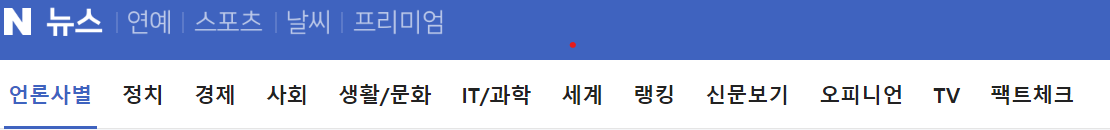 N 뉴스 연예 스포츠 날씨 프리미엄
언론사별 정치 경제 사회 생활/문화 IT/과학 세계 랭킹 신문보기 오피니언 TV 팩트체크